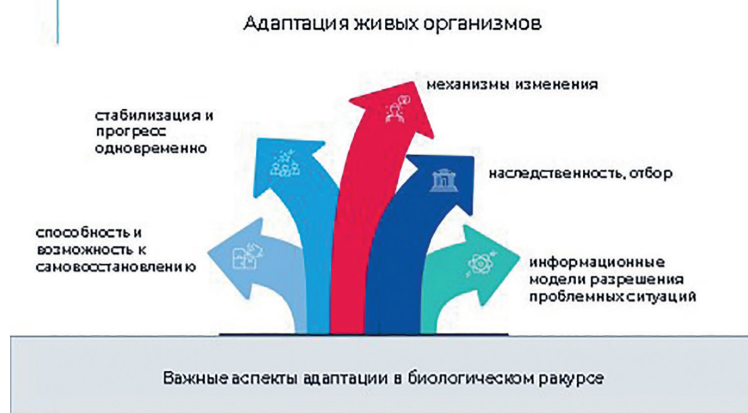 Адаптация живых организмов
механизмы изменения
стабилизация и
прогресс
одновременно
наследственность, отбор
способность и
возможность к
самовосстановлению
информационные
модели разрешения
проблемных ситуаций
Важные аспекты адаптации в биологическом ракурсе